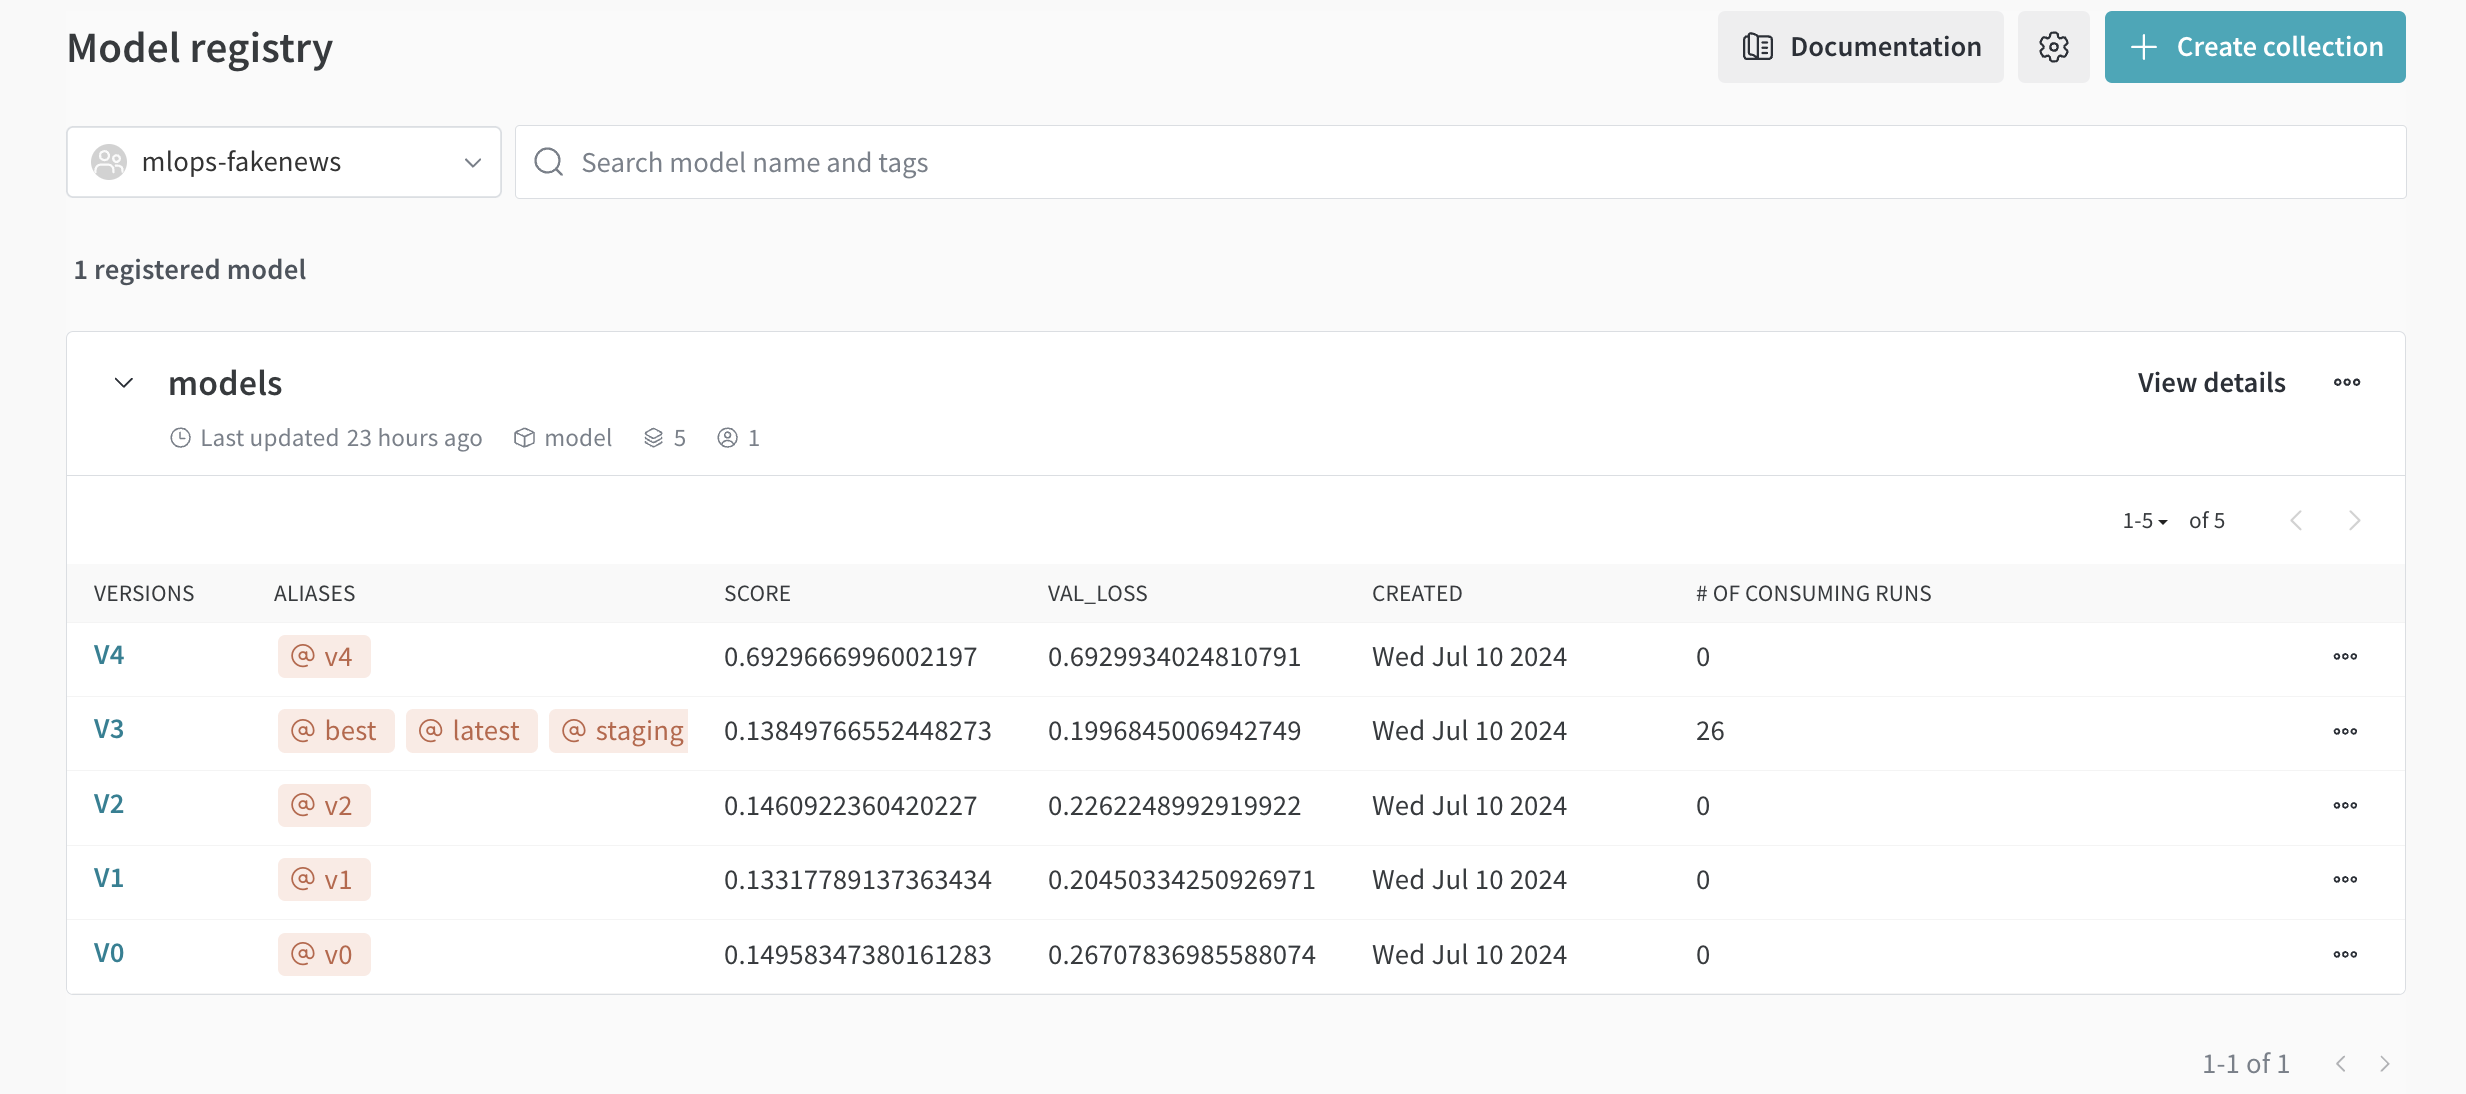 Model registry
Documentation
Create collection
mlops-fakenews
Search model name and tags
1 registered model
models
View details
Last updated 23 hours ago model 5 1
1-5 of 5
VERSIONS ALIASES SCORE VAL_LOSS CREATED # OF CONSUMING RUNS
V4 @ v4 0.6929666996002197 0.6929934024810791 Wed Jul 10 2024 0
V3 @ best @ latest @ staging 0.13849766552448273 0.1996845006942749 Wed Jul 10 2024 26
V2 @ v2 0.1460922360420227 0.2262248992919922 Wed Jul 10 2024 0
V1 @ v1 0.13317789137363434 0.20450334250926971 Wed Jul 10 2024 0
V0 @ v0 0.14958347380161283 0.26707836985588074 Wed Jul 10 2024 0
1-1 of 1